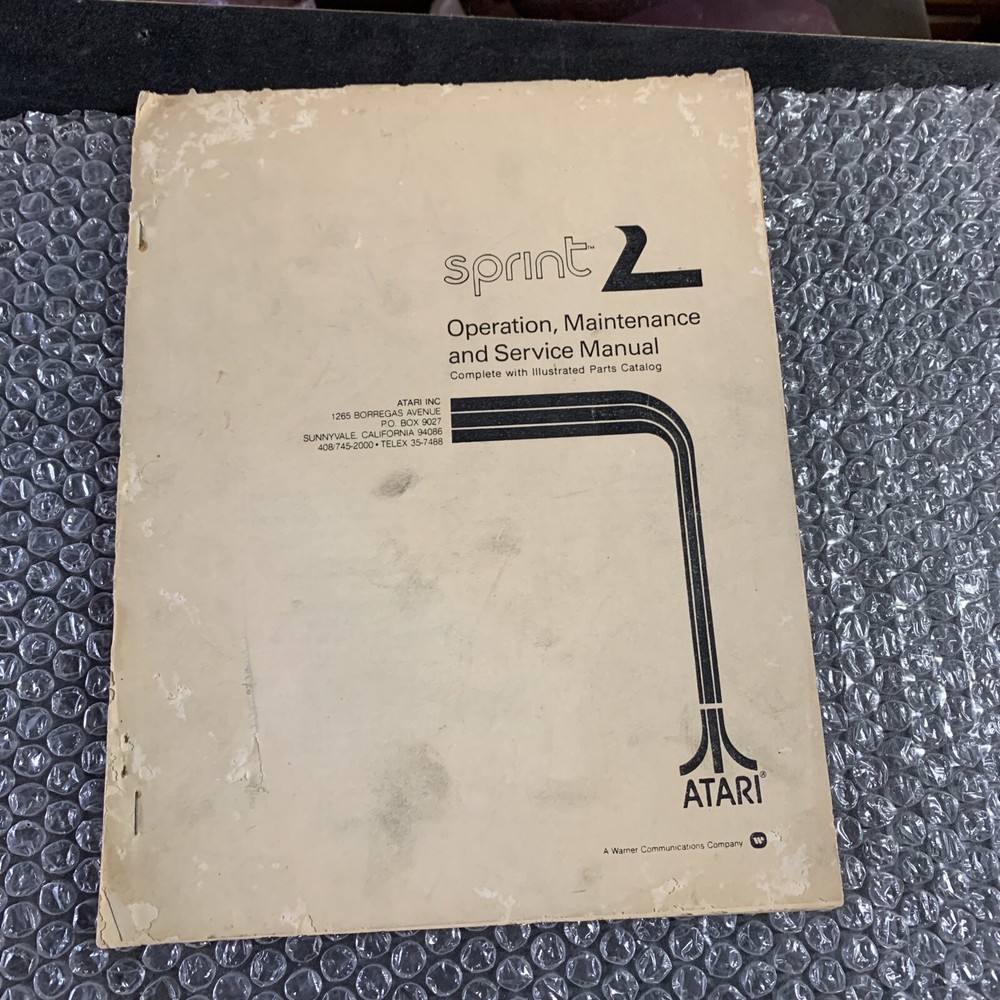 sprint™ 2
Operation, Maintenance
and Service Manual
Complete with Illustrated Parts Catalog
ATARI INC
1265 BORREGAS AVENUE
P.O. BOX 9027
SUNNYVALE, CALIFORNIA 94086
408/745-2000 • TELEX 35-7488
ATARI®
A Warner Communications Company